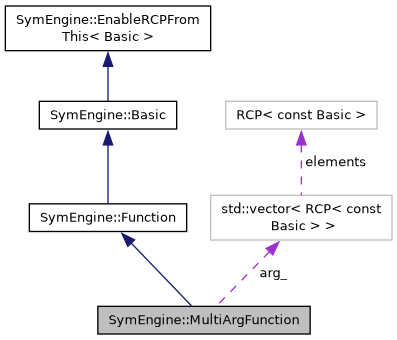 SymEngine::EnableRCPFrom
This< Basic >
SymEngine::Basic
RCP< const Basic >
elements
SymEngine::Function
std::vector< RCP< const
Basic > >
arg_
SymEngine::MultiArgFunction